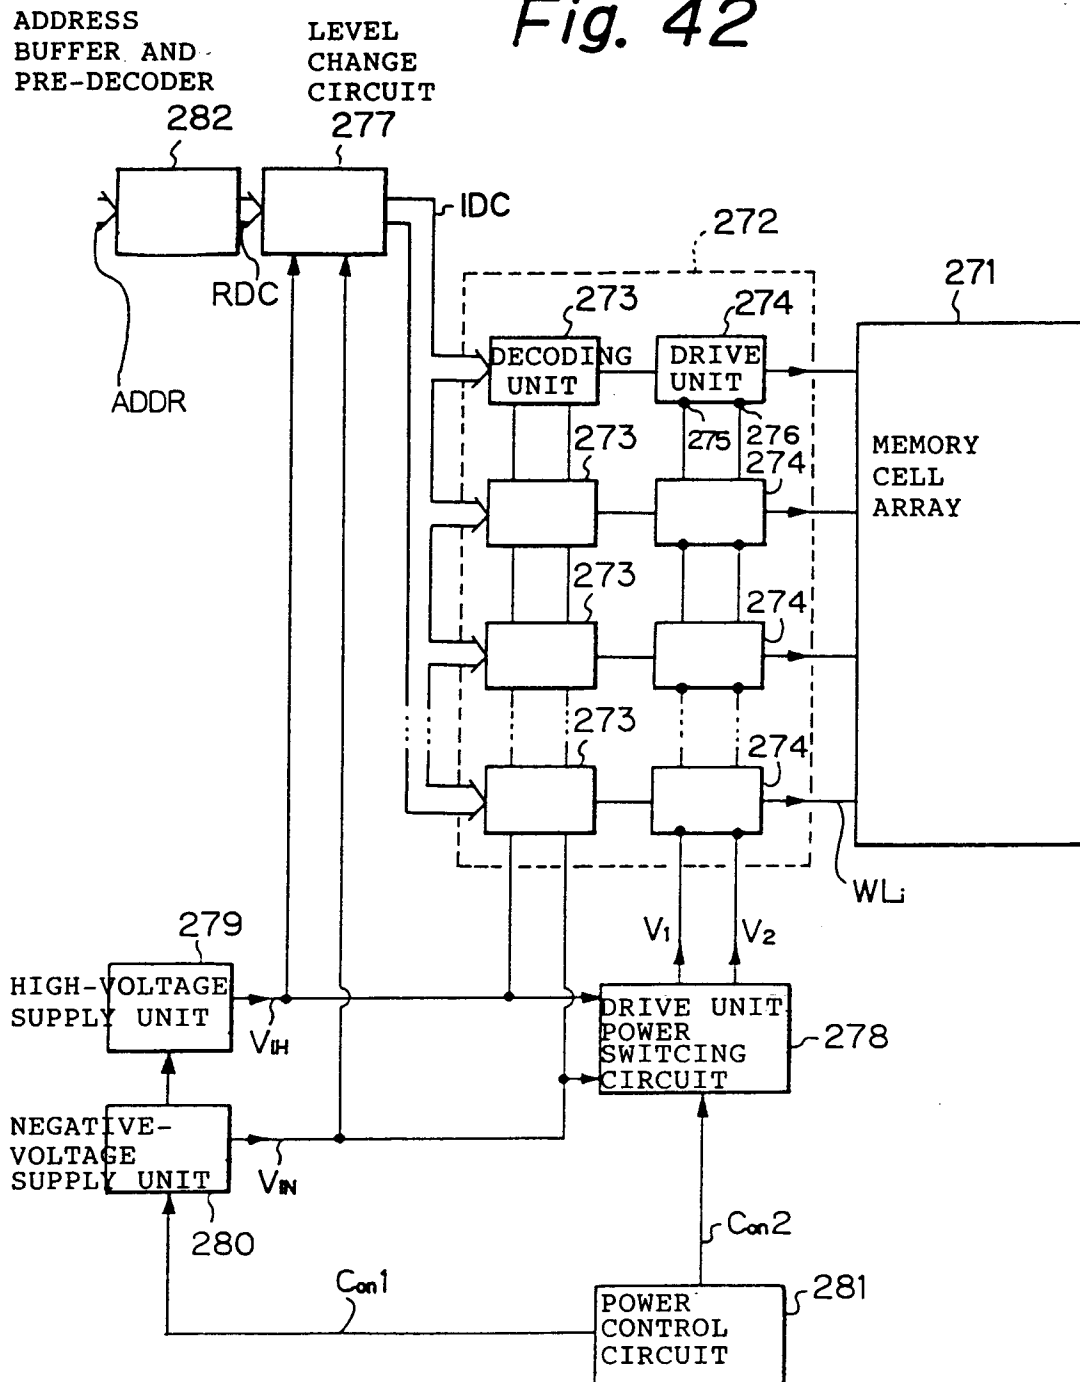 Fig. 42
ADDRESS
BUFFER AND
PRE-DECODER
282
LEVEL
CHANGE
CIRCUIT
277
IDC
RDC
ADDR
272
271
273
274
DECODING
UNIT
DRIVE
UNIT
275
276
273
274
MEMORY
CELL
ARRAY
273
274
273
274
WLi
V1
V2
279
HIGH-VOLTAGE
SUPPLY UNIT
VIH
DRIVE UNIT
POWER
SWITCING
CIRCUIT
278
NEGATIVE-
VOLTAGE
SUPPLY UNIT
VIN
280
Con2
Con1
281
POWER
CONTROL
CIRCUIT